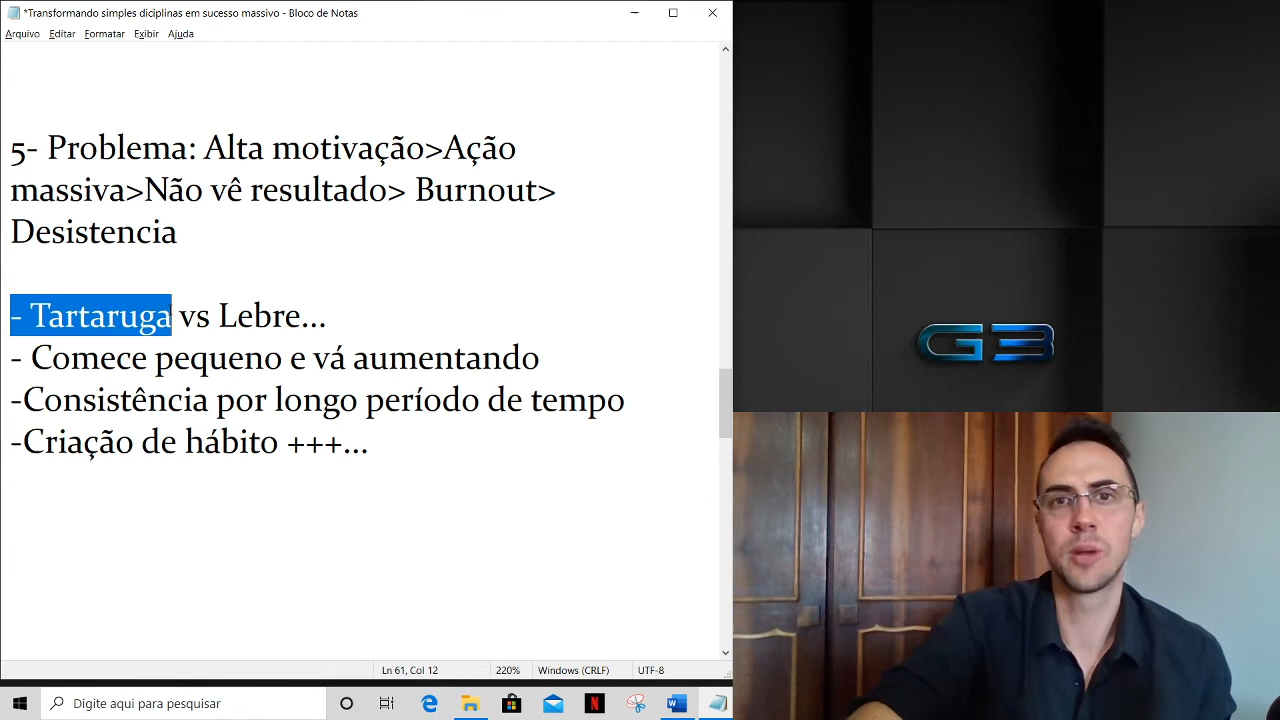 *Transformando simples diciplinas em sucesso massivo - Bloco de Notas
Arquivo Editar Formatar Exibir Ajuda
5- Problema: Alta motivação>Ação
massiva>Não vê resultado> Burnout>
Desistencia
- Tartaruga vs Lebre...
- Comece pequeno e vá aumentando
-Consistência por longo período de tempo
-Criação de hábito +++...
G3
Ln 61, Col 12 220% Windows (CRLF) UTF-8
Digite aqui para pesquisar